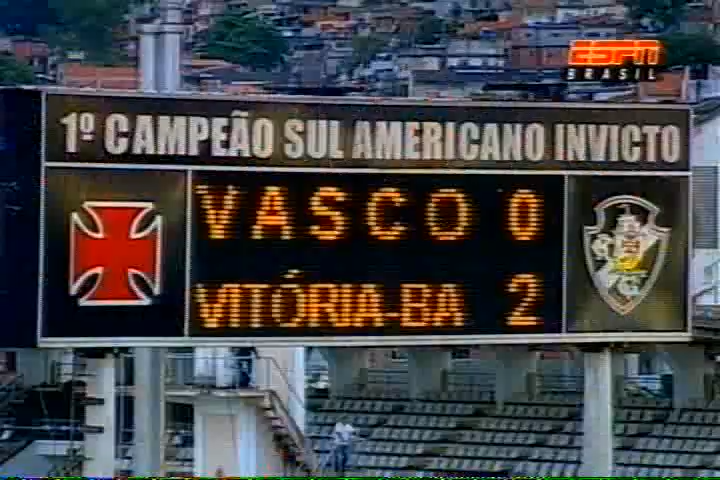 ESPN
BRASIL
1º CAMPEÃO SUL AMERICANO INVICTO
VASCO 0
VITÓRIA-BA 2